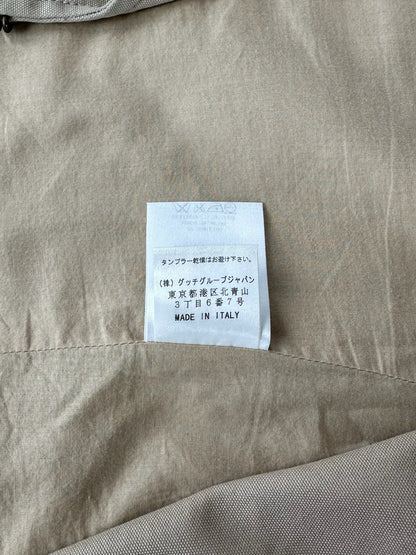 タンブラー乾燥はお避け下さい。
(株) グッチグループジャパン
東京都港区北青山
3丁目6番7号
MADE IN ITALY